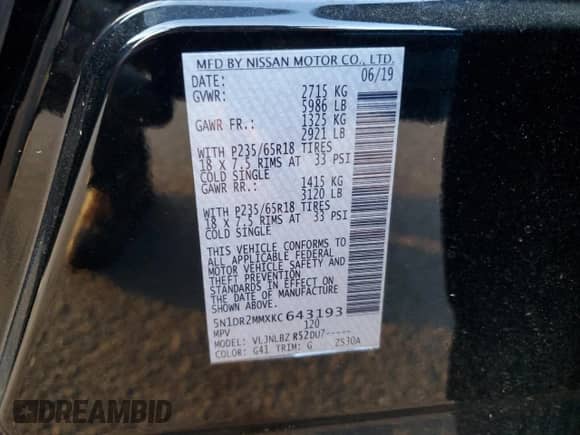 MFD BY NISSAN MOTOR CO., LTD.
DATE: 06/19
GVWR: 2715 KG
5986 LB
GAWR FR.: 1325 KG
2921 LB
WITH P235/65R18 TIRES
18 X 7.5 RIMS AT 33 PSI
COLD SINGLE
GAWR RR.: 1415 KG
3120 LB
WITH P235/65R18 TIRES
18 X 7.5 RIMS AT 33 PSI
COLD SINGLE
THIS VEHICLE CONFORMS TO
ALL APPLICABLE FEDERAL
MOTOR VEHICLE SAFETY AND
THEFT PREVENTION
STANDARDS IN EFFECT ON
THE DATE OF MANUFACTURE
SHOWN ABOVE.
5N1DR2MMXKC643193
MPV 120
MODEL: VLJNLBZ R52DU7-----
COLOR: G41 TRIM: G ZS30A
DREAMBID